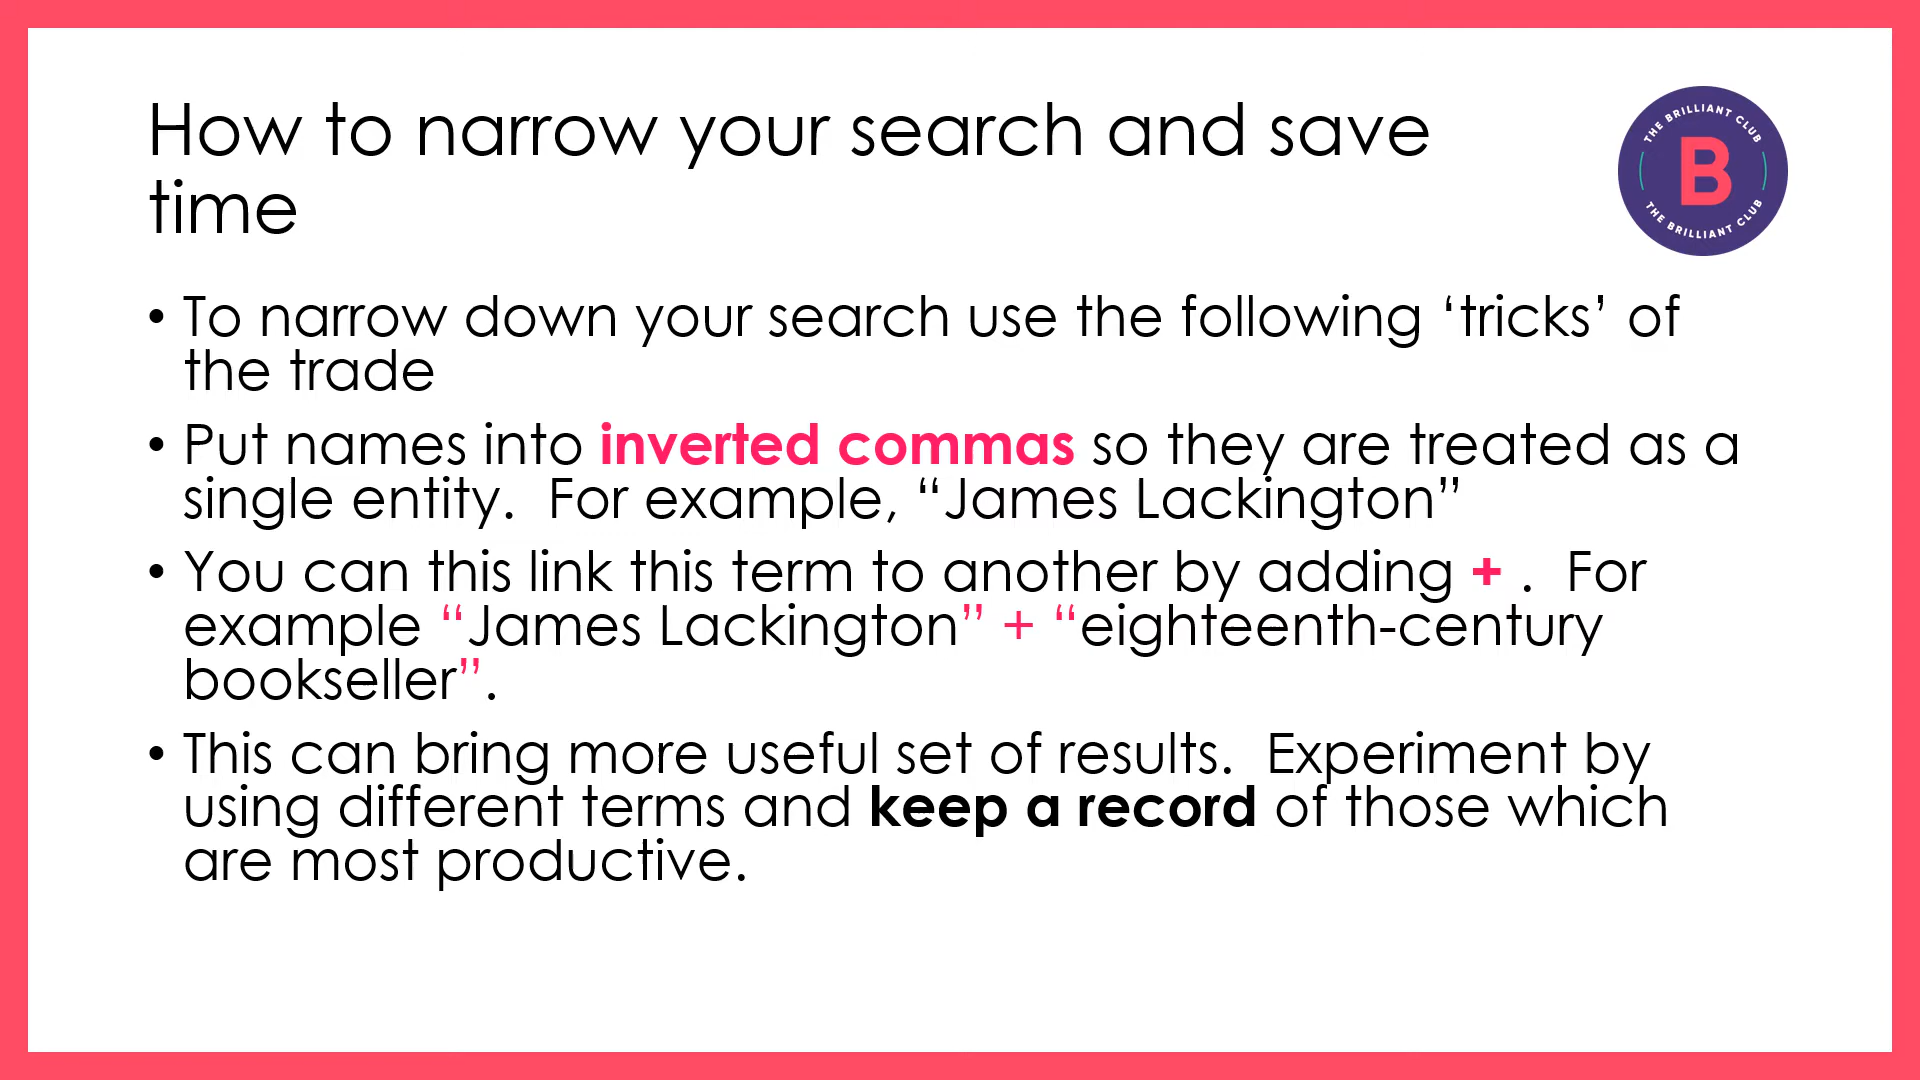 How to narrow your search and save
time
THE BRILLIANT CLUB
B
THE BRILLIANT CLUB
• To narrow down your search use the following ‘tricks’ of
the trade
• Put names into inverted commas so they are treated as a
single entity.  For example, “James Lackington”
• You can this link this term to another by adding + .  For
example “James Lackington” + “eighteenth-century
bookseller”.
• This can bring more useful set of results.  Experiment by
using different terms and keep a record of those which
are most productive.